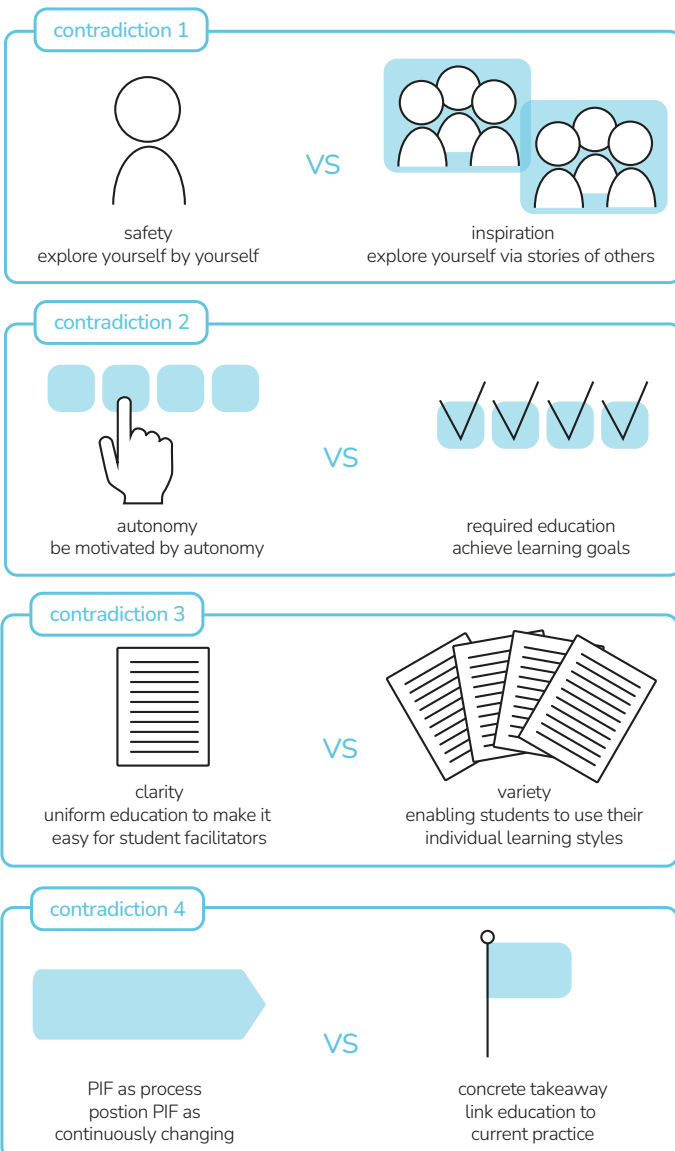 contradiction 1
VS
safety
explore yourself by yourself
inspiration
explore yourself via stories of others
contradiction 2
VS
autonomy
be motivated by autonomy
required education
achieve learning goals
contradiction 3
VS
clarity
uniform education to make it
easy for student facilitators
variety
enabling students to use their
individual learning styles
contradiction 4
VS
PIF as process
postion PIF as
continuously changing
concrete takeaway
link education to
current practice